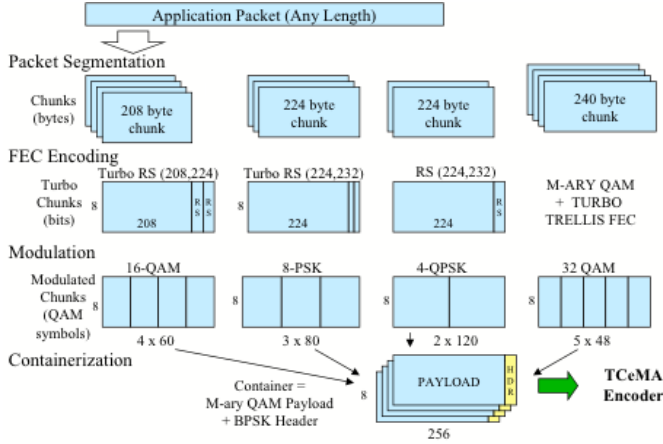 Application Packet (Any Length)
Packet Segmentation
Chunks
(bytes)
208 byte
chunk
224 byte
chunk
224 byte
chunk
240 byte
chunk
FEC Encoding
Turbo RS (208,224)
Turbo RS (224,232)
RS (224,232)
Turbo
Chunks
(bits)
8
208
R
S
R
S
8
224
224
R
S
M-ARY QAM
+ TURBO
TRELLIS FEC
Modulation
16-QAM
8-PSK
4-QPSK
32 QAM
Modulated
Chunks
(QAM
symbols)
8
8
8
8
4 x 60
3 x 80
2 x 120
5 x 48
Containerization
Container =
M-ary QAM Payload
+ BPSK Header
8
PAYLOAD
H
D
R
256
TCeMA
Encoder